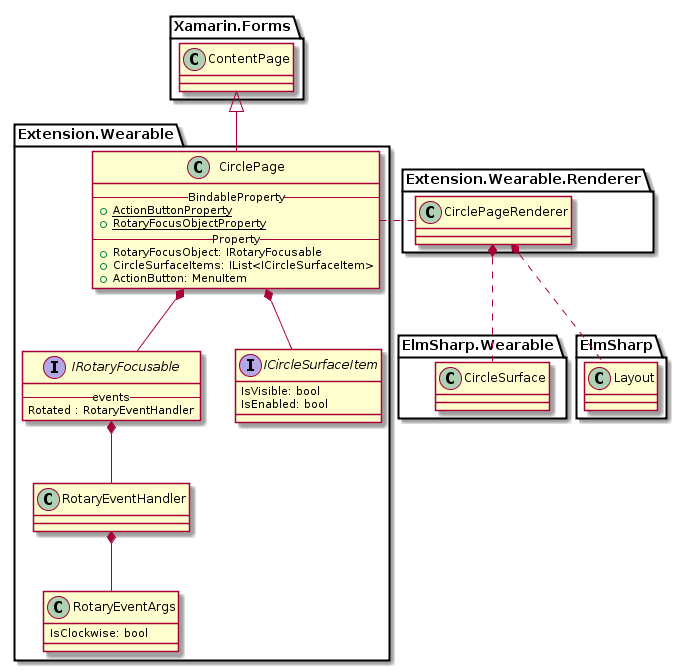 Xamarin.Forms
C ContentPage
Extension.Wearable
C CirclePage
BindableProperty
ActionButtonProperty
RotaryFocusObjectProperty
Property
RotaryFocusObject: IRotaryFocusable
CircleSurfaceItems: IList<ICircleSurfaceItem>
ActionButton: MenuItem
Extension.Wearable.Renderer
C CirclePageRenderer
I IRotaryFocusable
events
Rotated : RotaryEventHandler
I ICircleSurfaceItem
IsVisible: bool
IsEnabled: bool
ElmSharp.Wearable
C CircleSurface
ElmSharp
C Layout
C RotaryEventHandler
C RotaryEventArgs
IsClockwise: bool